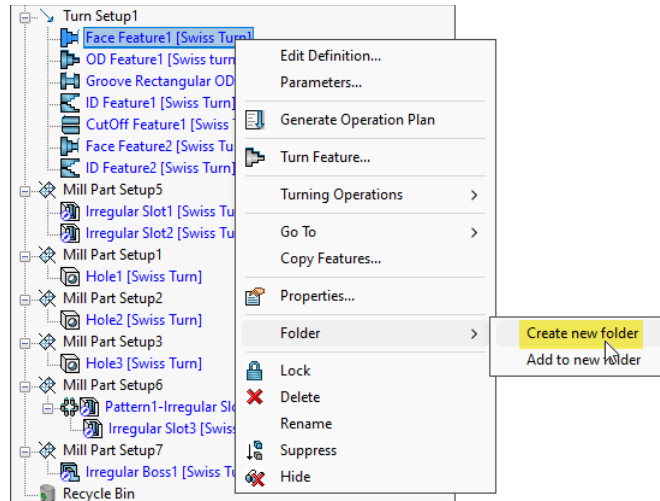 Turn Setup1
Face Feature1 [Swiss Turn]
OD Feature1 [Swiss turn
Groove Rectangular OD
ID Feature1 [Swiss Turn]
CutOff Feature1 [Swiss
Face Feature2 [Swiss Tu
ID Feature2 [Swiss Turn]
Mill Part Setup5
Irregular Slot1 [Swiss Tu
Irregular Slot2 [Swiss Tu
Mill Part Setup1
Hole1 [Swiss Turn]
Mill Part Setup2
Hole2 [Swiss Turn]
Mill Part Setup3
Hole3 [Swiss Turn]
Mill Part Setup6
Pattern1-Irregular Slo
Irregular Slot3 [Swiss
Mill Part Setup7
Irregular Boss1 [Swiss Tu
Recycle Bin
Edit Definition...
Parameters...
Generate Operation Plan
Turn Feature...
Turning Operations
Go To
Copy Features...
Properties...
Folder
Lock
Delete
Rename
Suppress
Hide
Create new folder
Add to new folder